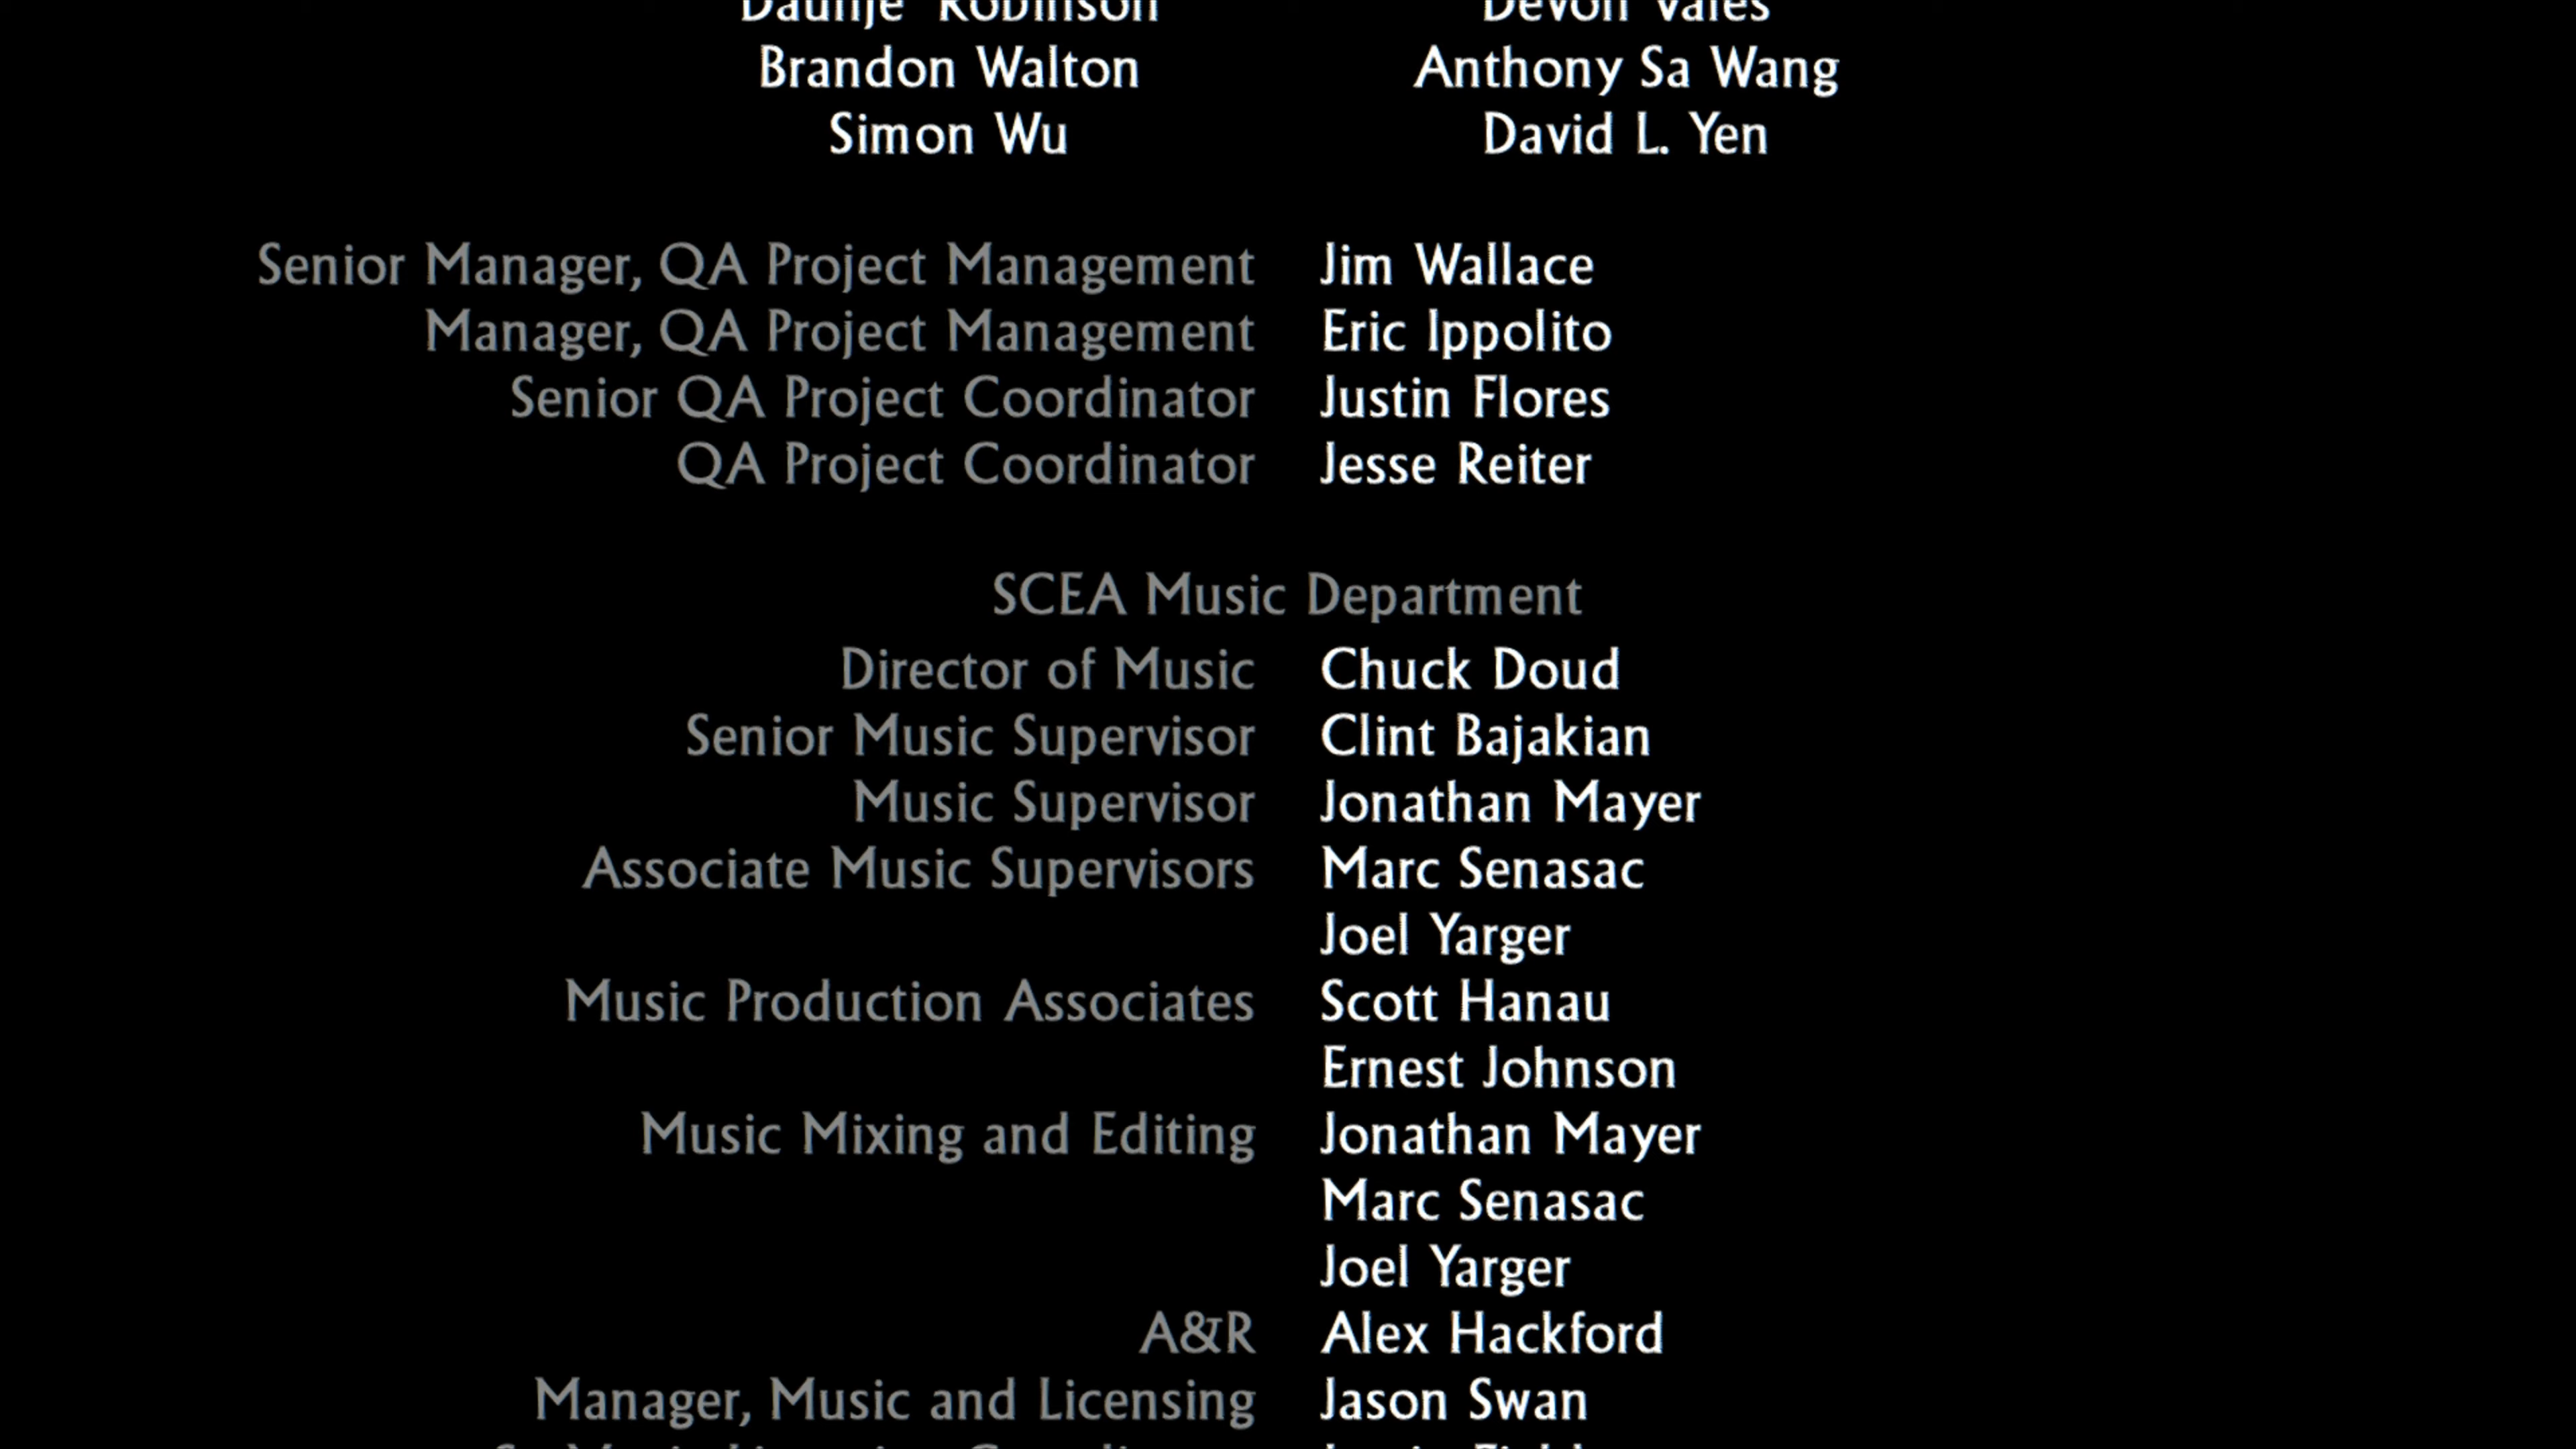 Daunje Robinson Devon Vales
Brandon Walton Anthony Sa Wang
Simon Wu David L. Yen
Senior Manager, QA Project Management Jim Wallace
Manager, QA Project Management Eric Ippolito
Senior QA Project Coordinator Justin Flores
QA Project Coordinator Jesse Reiter
SCEA Music Department
Director of Music Chuck Doud
Senior Music Supervisor Clint Bajakian
Music Supervisor Jonathan Mayer
Associate Music Supervisors Marc Senasac
Joel Yarger
Music Production Associates Scott Hanau
Ernest Johnson
Music Mixing and Editing Jonathan Mayer
Marc Senasac
Joel Yarger
A&R Alex Hackford
Manager, Music and Licensing Jason Swan